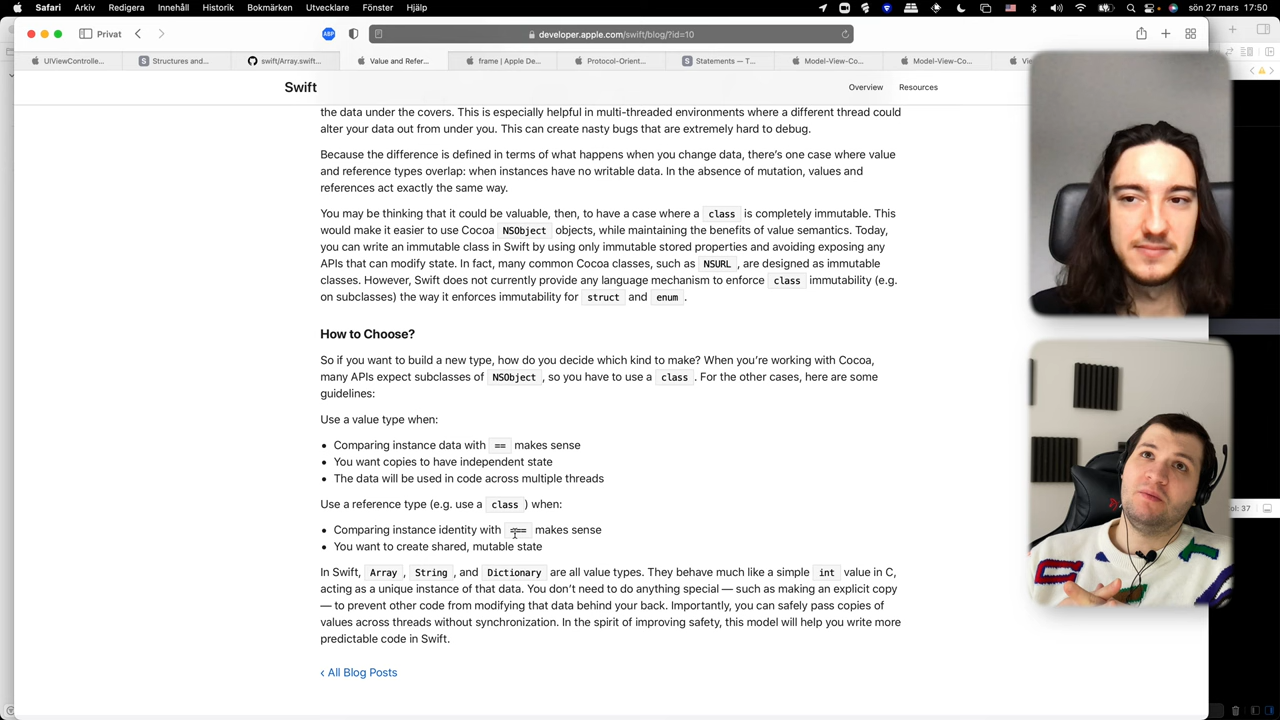 Safari Arkiv Redigera Innehåll Historik Bokmärken Utvecklare Fönster Hjälp sön 27 mars 17:50
Privat ABP developer.apple.com/swift/blog/?id=10
UIViewControlle... Structures and... swift/Array.swift... Value and Refer... frame | Apple De... Protocol-Orient... Statements — T... Model-View-Co... Model-View-Co...
Swift Overview Resources
the data under the covers. This is especially helpful in multi-threaded environments where a different thread could
alter your data out from under you. This can create nasty bugs that are extremely hard to debug.
Because the difference is defined in terms of what happens when you change data, there's one case where value
and reference types overlap: when instances have no writable data. In the absence of mutation, values and
references act exactly the same way.
You may be thinking that it could be valuable, then, to have a case where a class is completely immutable. This
would make it easier to use Cocoa NSObject objects, while maintaining the benefits of value semantics. Today,
you can write an immutable class in Swift by using only immutable stored properties and avoiding exposing any
APIs that can modify state. In fact, many common Cocoa classes, such as NSURL , are designed as immutable
classes. However, Swift does not currently provide any language mechanism to enforce class immutability (e.g.
on subclasses) the way it enforces immutability for struct and enum .
How to Choose?
So if you want to build a new type, how do you decide which kind to make? When you're working with Cocoa,
many APIs expect subclasses of NSObject , so you have to use a class . For the other cases, here are some
guidelines:
Use a value type when:
• Comparing instance data with == makes sense
• You want copies to have independent state
• The data will be used in code across multiple threads
Use a reference type (e.g. use a class ) when:
• Comparing instance identity with === makes sense
• You want to create shared, mutable state
In Swift, Array , String , and Dictionary are all value types. They behave much like a simple int value in C,
acting as a unique instance of that data. You don't need to do anything special — such as making an explicit copy
— to prevent other code from modifying that data behind your back. Importantly, you can safely pass copies of
values across threads without synchronization. In the spirit of improving safety, this model will help you write more
predictable code in Swift.
‹ All Blog Posts